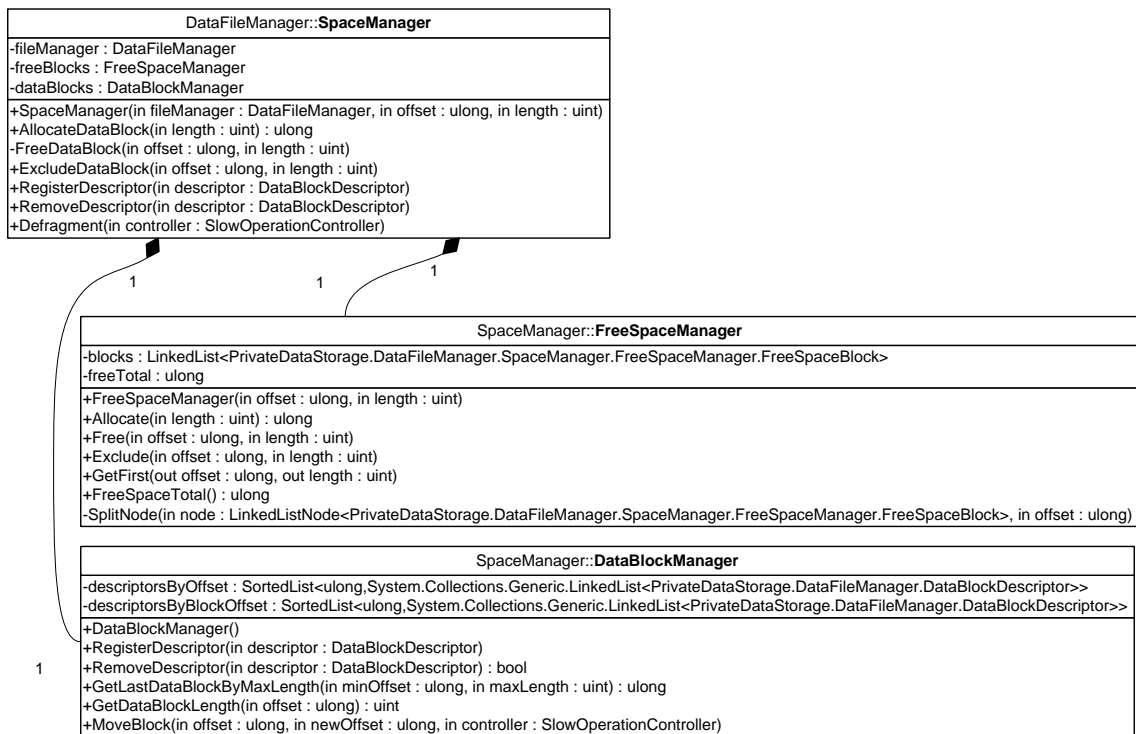 DataFileManager::SpaceManager
-fileManager : DataFileManager
-freeBlocks : FreeSpaceManager
-dataBlocks : DataBlockManager
+SpaceManager(in fileManager : DataFileManager, in offset : ulong, in length : uint)
+AllocateDataBlock(in length : uint) : ulong
-FreeDataBlock(in offset : ulong, in length : uint)
+ExcludeDataBlock(in offset : ulong, in length : uint)
+RegisterDescriptor(in descriptor : DataBlockDescriptor)
+RemoveDescriptor(in descriptor : DataBlockDescriptor)
+Defragment(in controller : SlowOperationController)
1
1
1
SpaceManager::FreeSpaceManager
-blocks : LinkedList<PrivateDataStorage.DataFileManager.SpaceManager.FreeSpaceManager.FreeSpaceBlock>
-freeTotal : ulong
+FreeSpaceManager(in offset : ulong, in length : uint)
+Allocate(in length : uint) : ulong
+Free(in offset : ulong, in length : uint)
+Exclude(in offset : ulong, in length : uint)
+GetFirst(out offset : ulong, out length : uint)
+FreeSpaceTotal() : ulong
-SplitNode(in node : LinkedListNode<PrivateDataStorage.DataFileManager.SpaceManager.FreeSpaceManager.FreeSpaceBlock>, in offset : ulong)
SpaceManager::DataBlockManager
-descriptorsByOffset : SortedList<ulong,System.Collections.Generic.LinkedList<PrivateDataStorage.DataFileManager.DataBlockDescriptor>>
-descriptorsByBlockOffset : SortedList<ulong,System.Collections.Generic.LinkedList<PrivateDataStorage.DataFileManager.DataBlockDescriptor>>
+DataBlockManager()
+RegisterDescriptor(in descriptor : DataBlockDescriptor)
1
+RemoveDescriptor(in descriptor : DataBlockDescriptor) : bool
+GetLastDataBlockByMaxLength(in minOffset : ulong, in maxLength : uint) : ulong
+GetDataBlockLength(in offset : ulong) : uint
+MoveBlock(in offset : ulong, in newOffset : ulong, in controller : SlowOperationController)